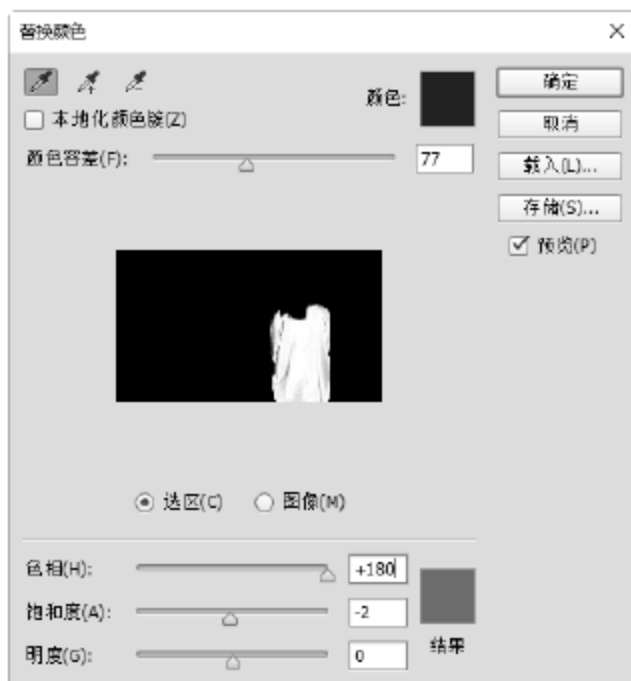 替换颜色
本地化颜色簇(Z)
颜色:
颜色容差(F):
77
确定
取消
载入(L)...
存储(S)...
预览(P)
选区(C)
图像(M)
色相(H):
+180
饱和度(A):
-2
明度(G):
0
结果